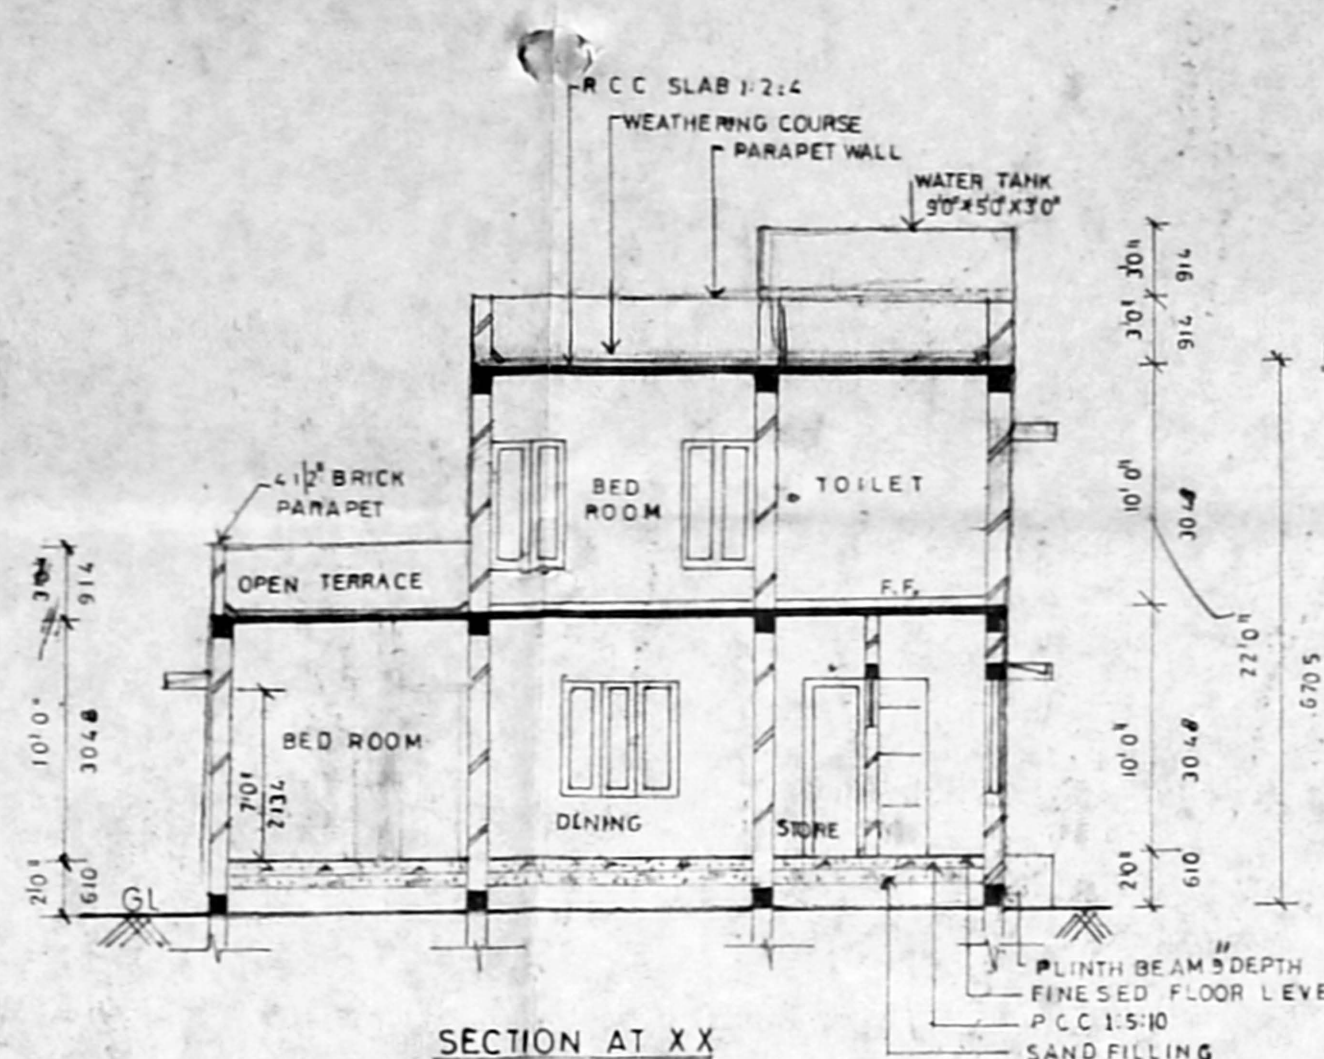 R C C SLAB 1:2:4
WEATHERING COURSE
PARAPET WALL
WATER TANK
9'0"x5'0"x3'0"
4 1/2" BRICK
PARAPET
OPEN TERRACE
BED
ROOM
TOILET
F.F.
BED ROOM
7'0"
2134
DINING
STORE
914
10'0"
3048
2'0"
610
GL
3'0"
914
3'0"
914
10'0"
3048
10'0"
3048
2'0"
610
22'0"
6705
PLINTH BEAM 9" DEPTH
FINESED FLOOR LEVE
P C C 1:5:10
SAND FILLING
SECTION AT X X